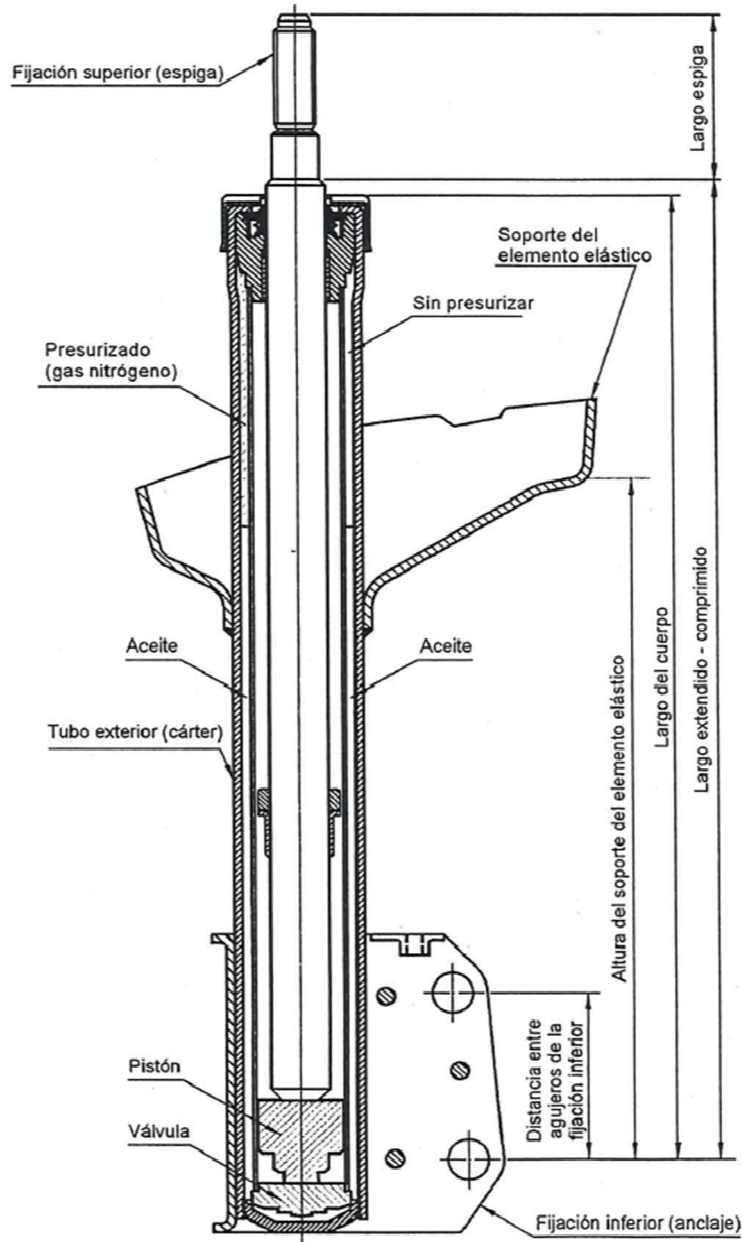 Fijación superior (espiga)
Largo espiga
Soporte del
elemento elástico
Sin presurizar
Presurizado
(gas nitrógeno)
Aceite
Aceite
Tubo exterior (cárter)
Altura del soporte del elemento elástico
Largo del cuerpo
Largo extendido - comprimido
Pistón
Válvula
Distancia entre
agujeros de la
fijación inferior
Fijación inferior (anclaje)